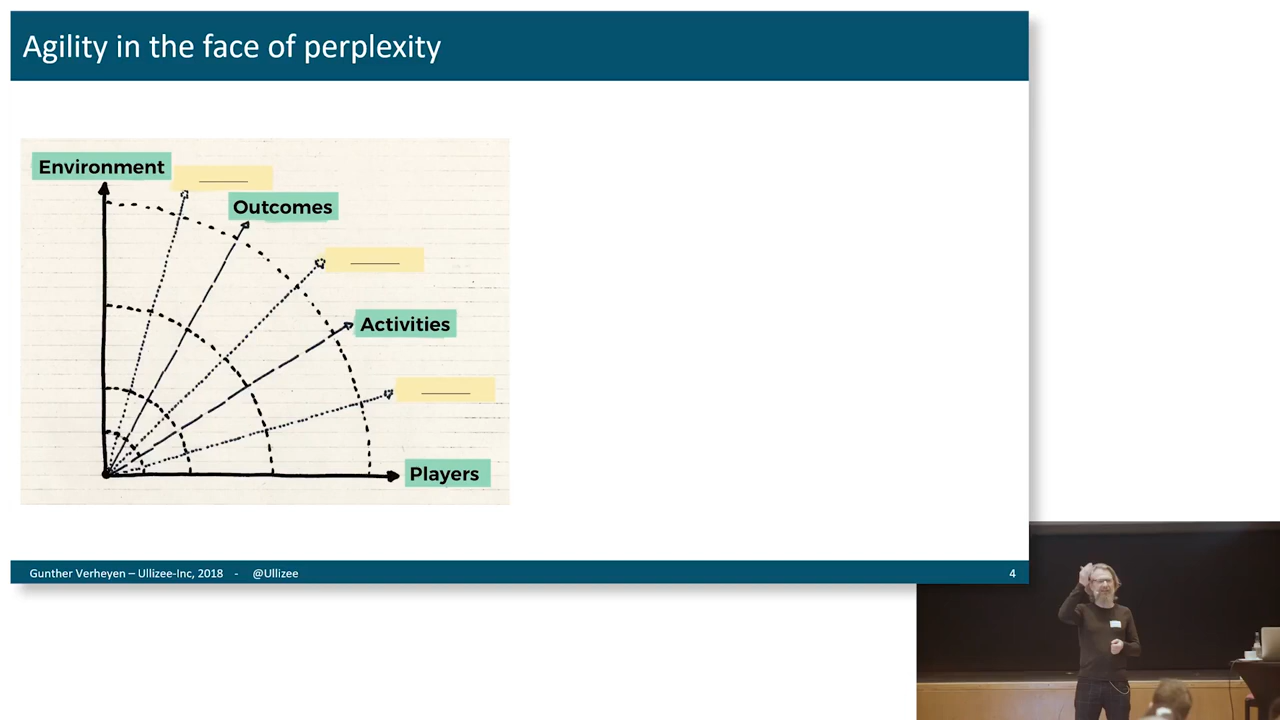 Agility in the face of perplexity
Environment
Outcomes
Activities
Players
Gunther Verheyen – Ullizee-Inc, 2018 - @Ullizee
4